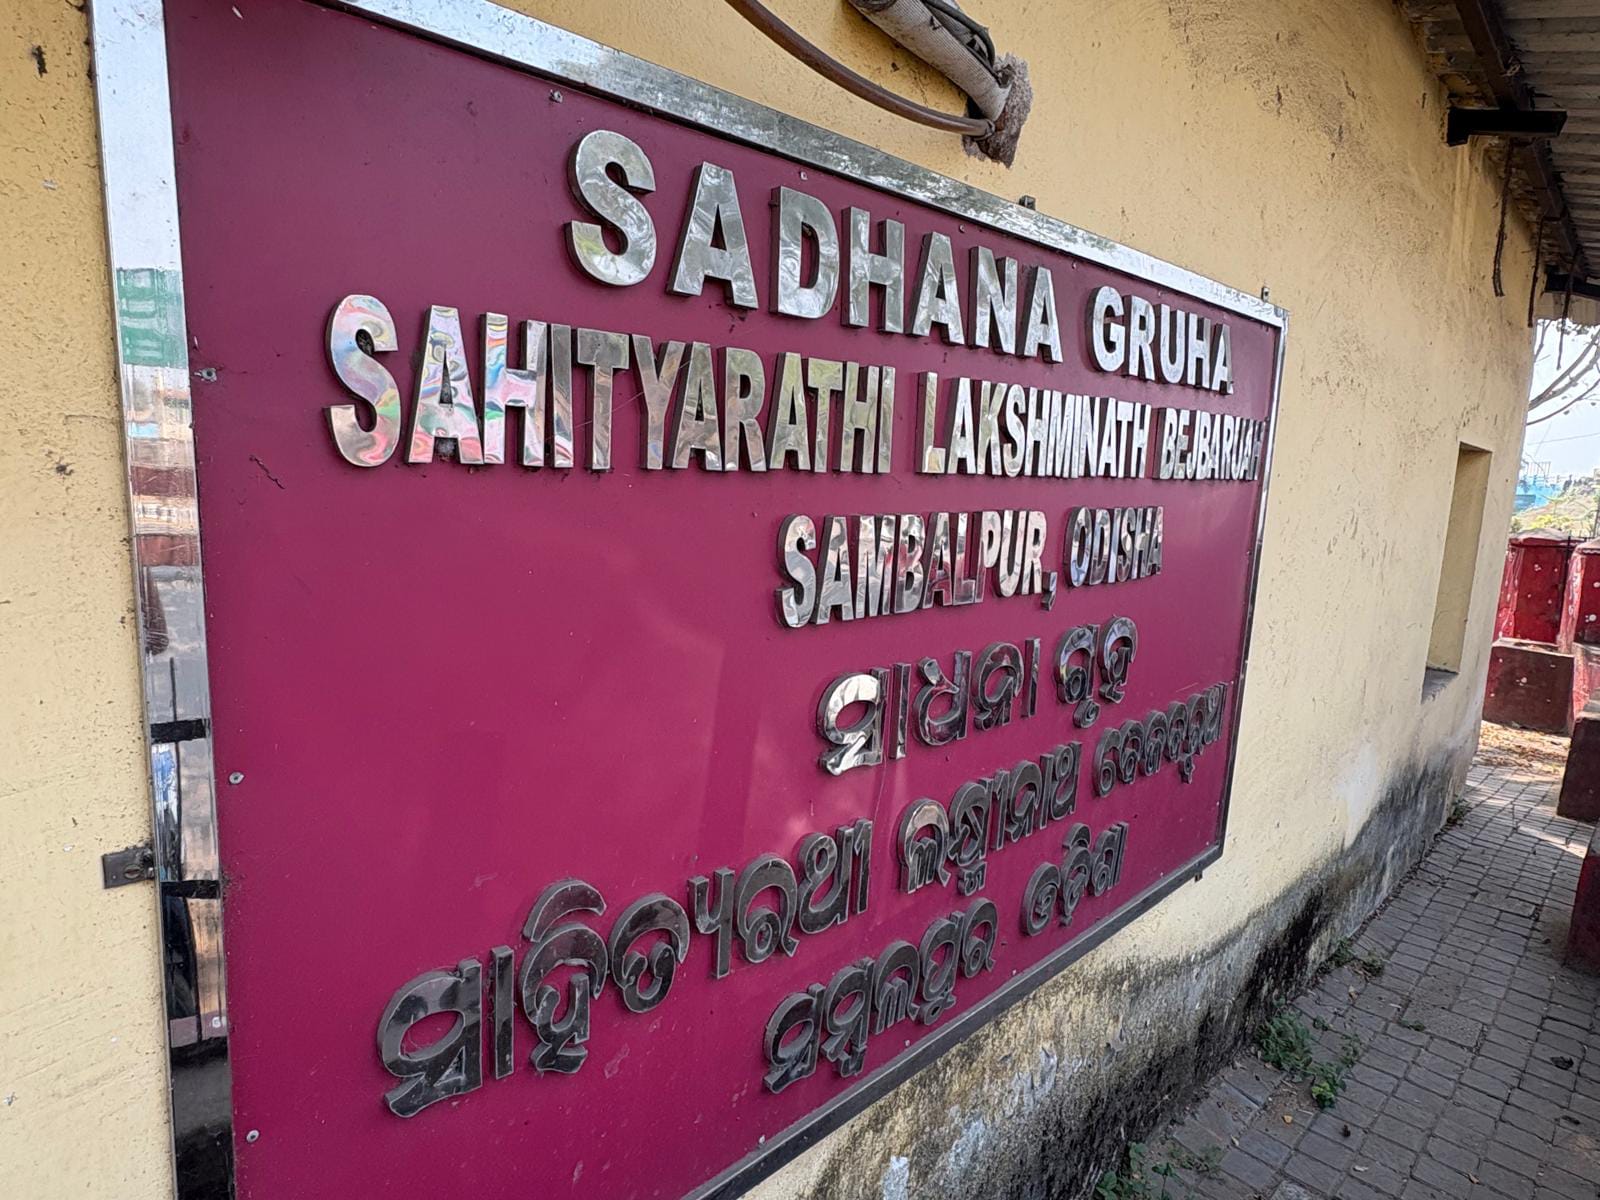 SADHANA GRUHA
SAHITYARATHI LAKSHMINATH BEJBARUAH
SAMBALPUR, ODISHA
ସାଧନା ଗୃହ
ସାହିତ୍ୟରଥୀ ଲକ୍ଷ୍ମୀନାଥ ବେଜବରୁଆ
ସମ୍ବଲପୁର ଓଡ଼ିଶା